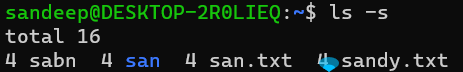 sandeep@DESKTOP-2R0LIEQ:~$ ls -s
total 16
4 sabn  4 san  4 san.txt  4 sandy.txt